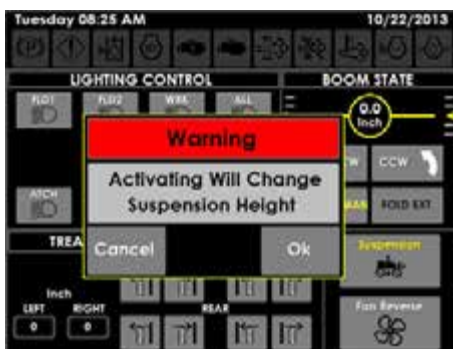 Tuesday 08:25 AM 10/22/2013
(P)
LIGHTING CONTROL BOOM STATE
FLD1 FLD2 WRK ALL
0.0
Inch
Warning
CCW
Activating Will Change
Suspension Height
ATCH FOLD EXT
TREA
Cancel Ok
Suspension
Inch
LEFT RIGHT REAR
0 0
Fan Reverse